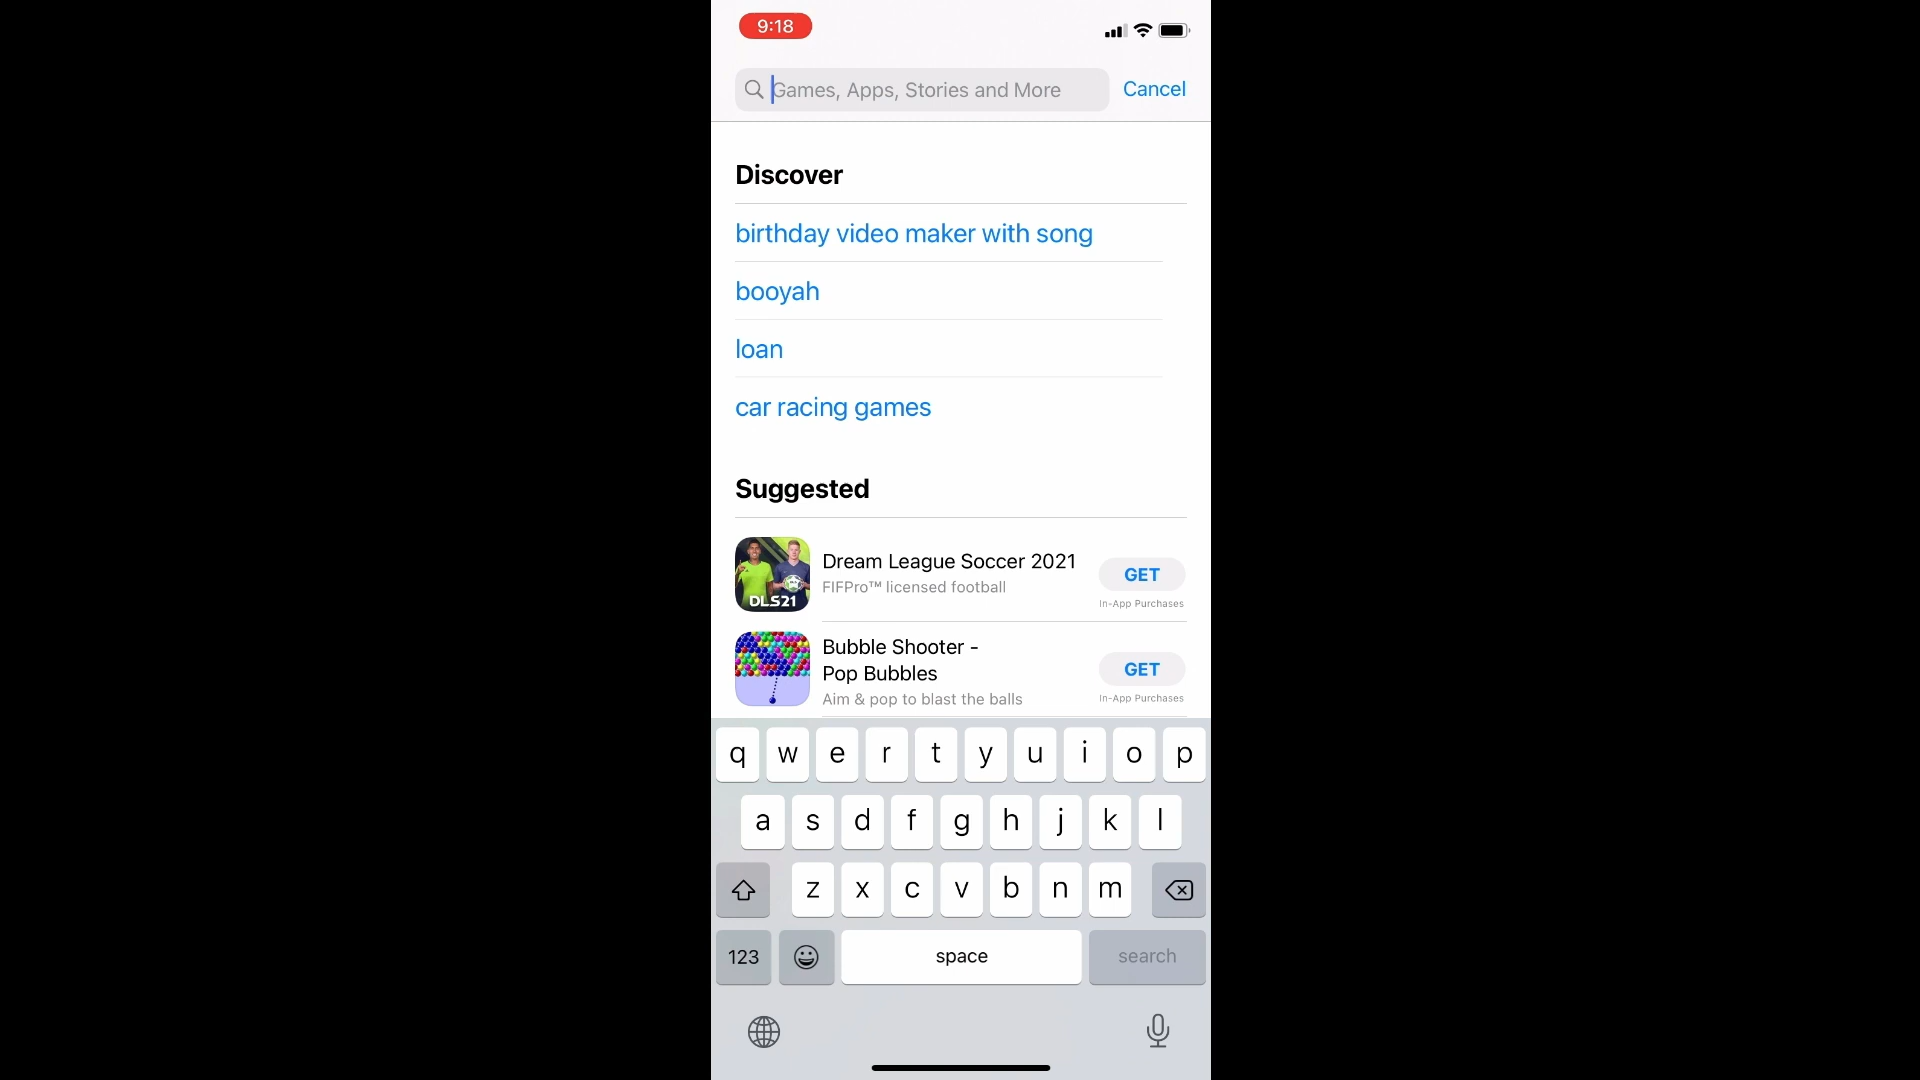 9:18
Games, Apps, Stories and More
Cancel
Discover
birthday video maker with song
booyah
loan
car racing games
Suggested
DLS21
Dream League Soccer 2021
FIFPro™ licensed football
GET
In-App Purchases
Bubble Shooter -
Pop Bubbles
Aim & pop to blast the balls
GET
In-App Purchases
q w e r t y u i o p
a s d f g h j k l
z x c v b n m
123 space search